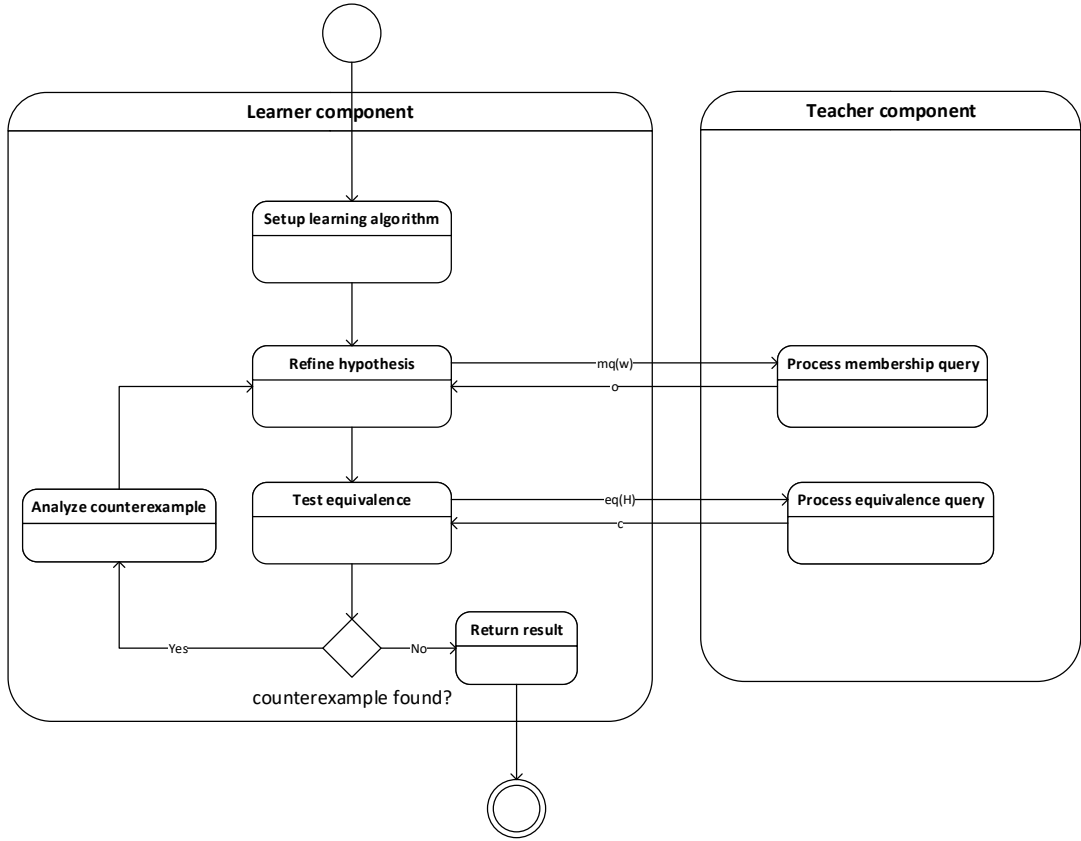 Learner component
Teacher component
Setup learning algorithm
Refine hypothesis
mq(w)
Process membership query
o
Analyze counterexample
Test equivalence
eq(H)
Process equivalence query
c
Return result
Yes
No
counterexample found?